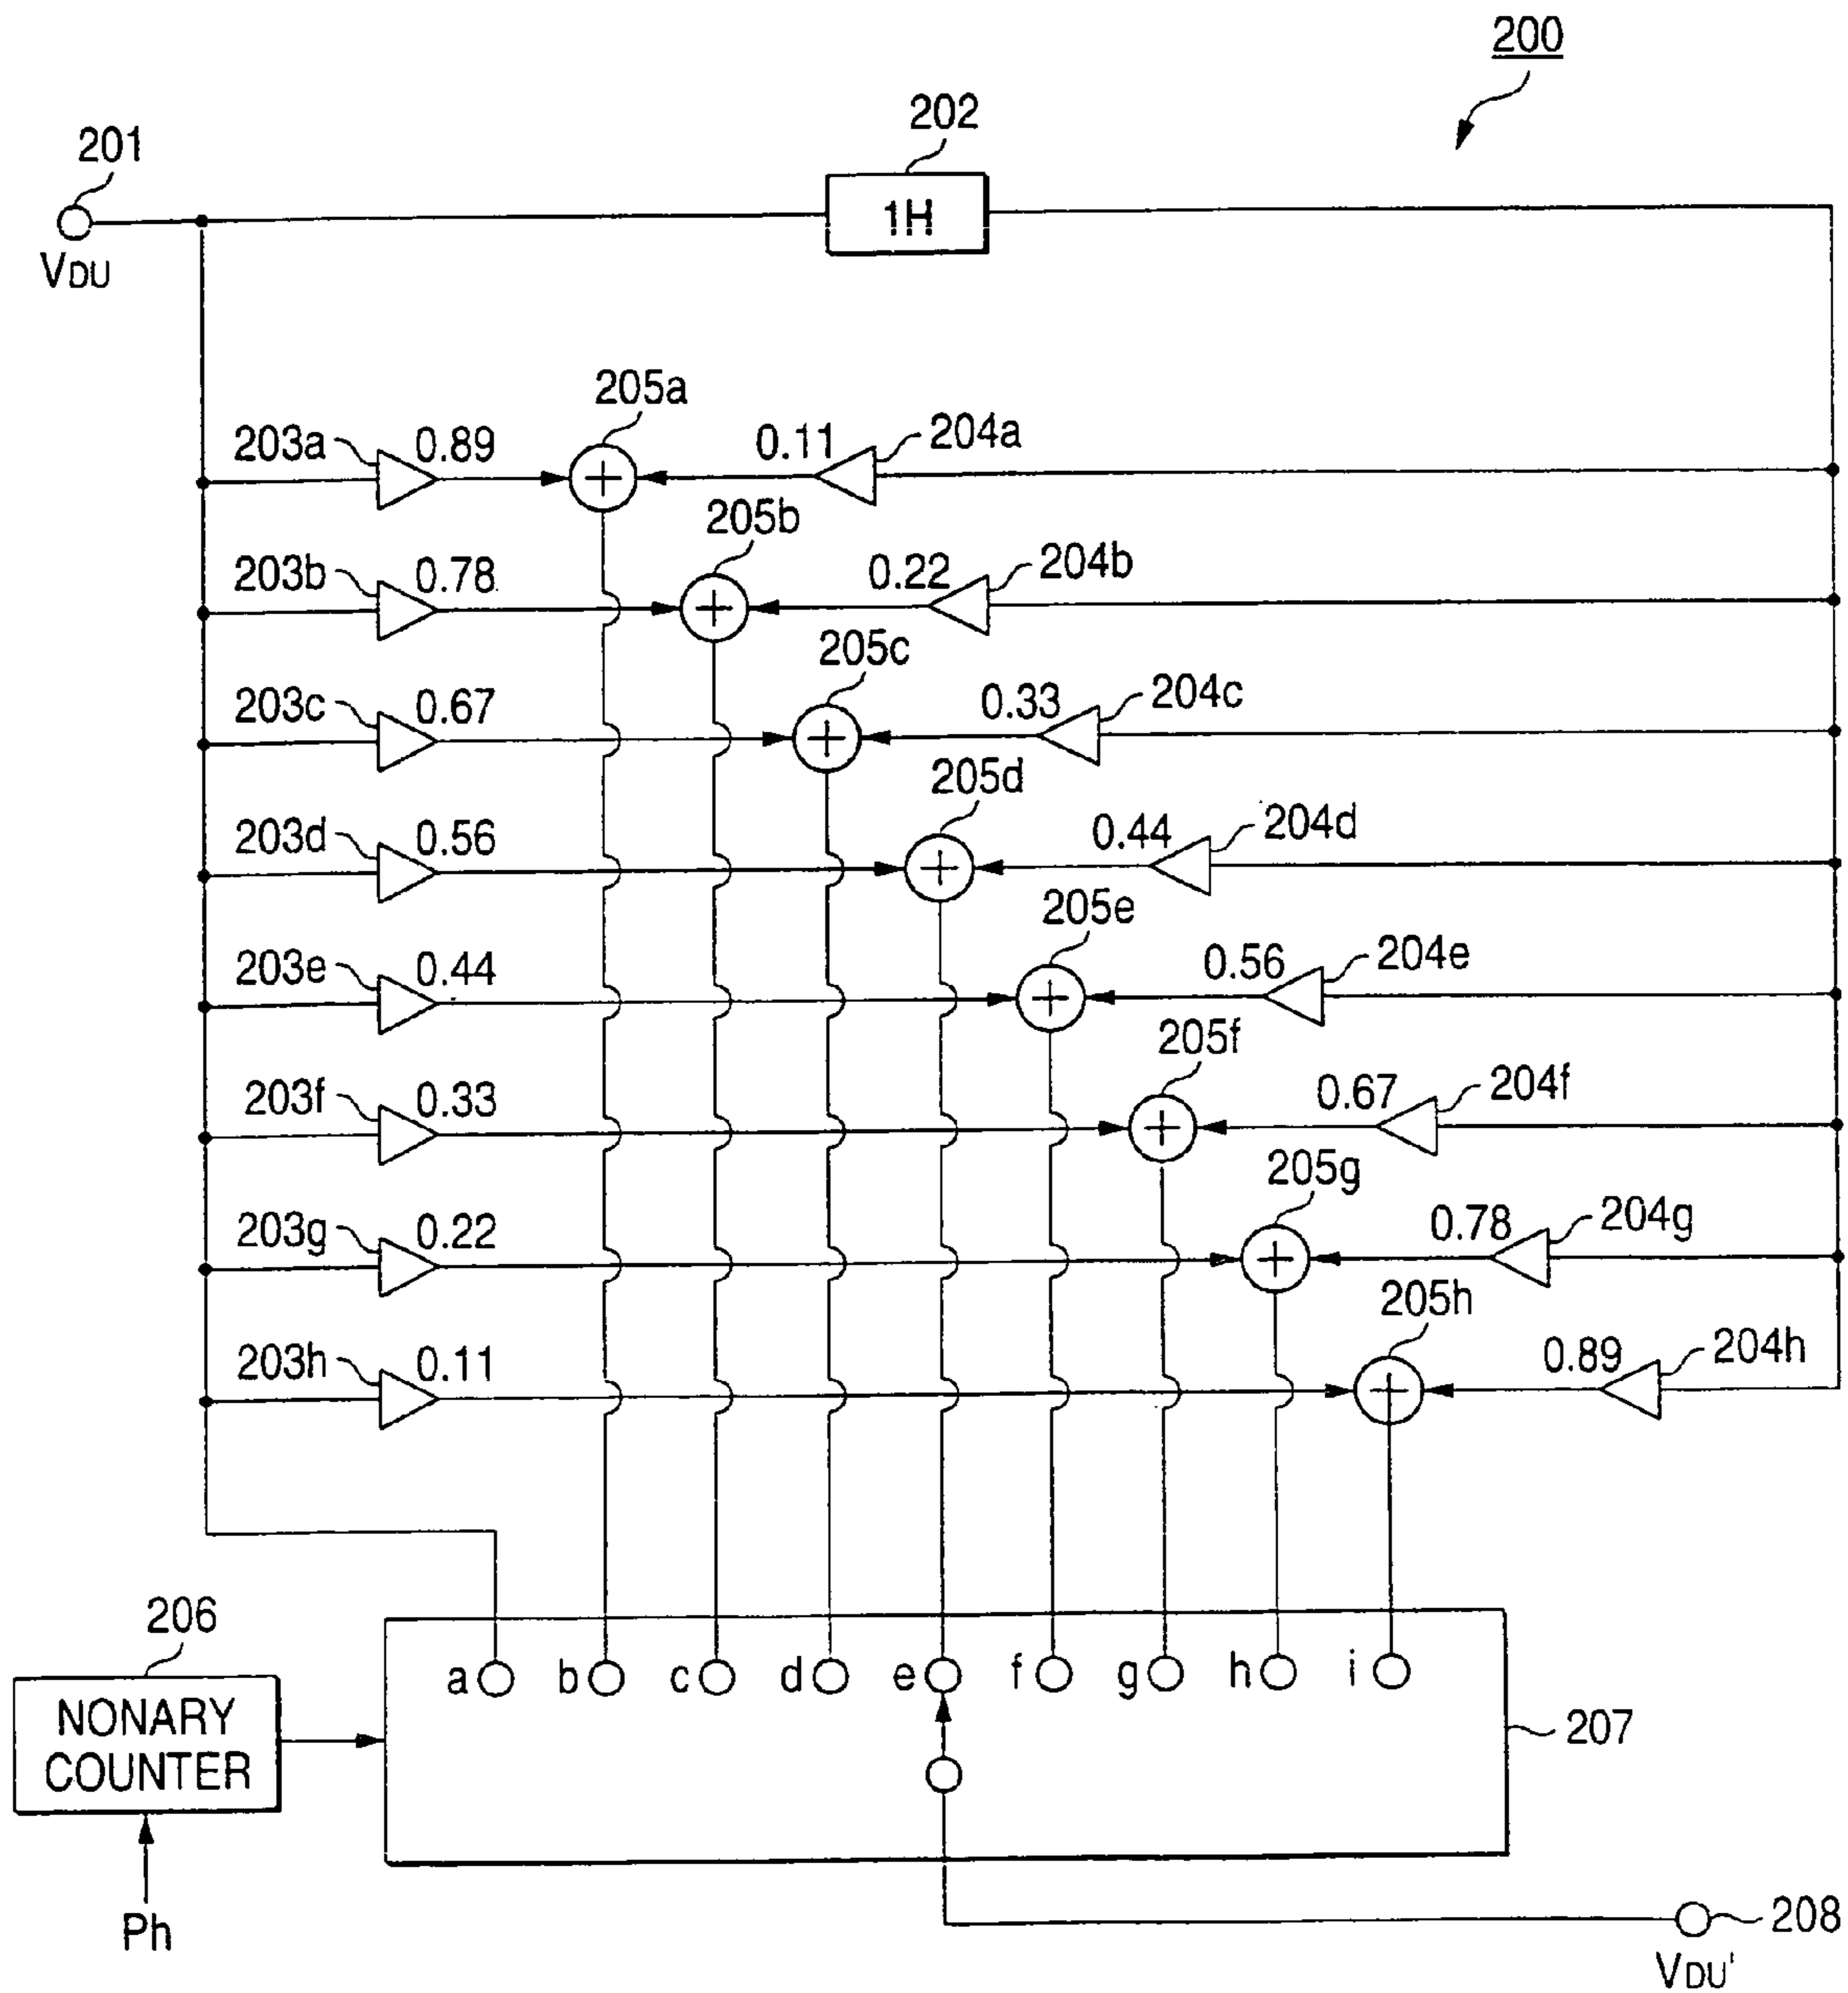 200
202
201
1H
VDU
205a
203a 0.89 0.11 204a
205b
203b 0.78 0.22 204b
205c
203c 0.67 0.33 204c
205d
203d 0.56 0.44 204d
205e
203e 0.44 0.56 204e
205f
203f 0.33 0.67 204f
205g
203g 0.22 0.78 204g
205h
203h 0.11 0.89 204h
206
a b c d e f g h i
NONARY
COUNTER
207
Ph
208
VDU'